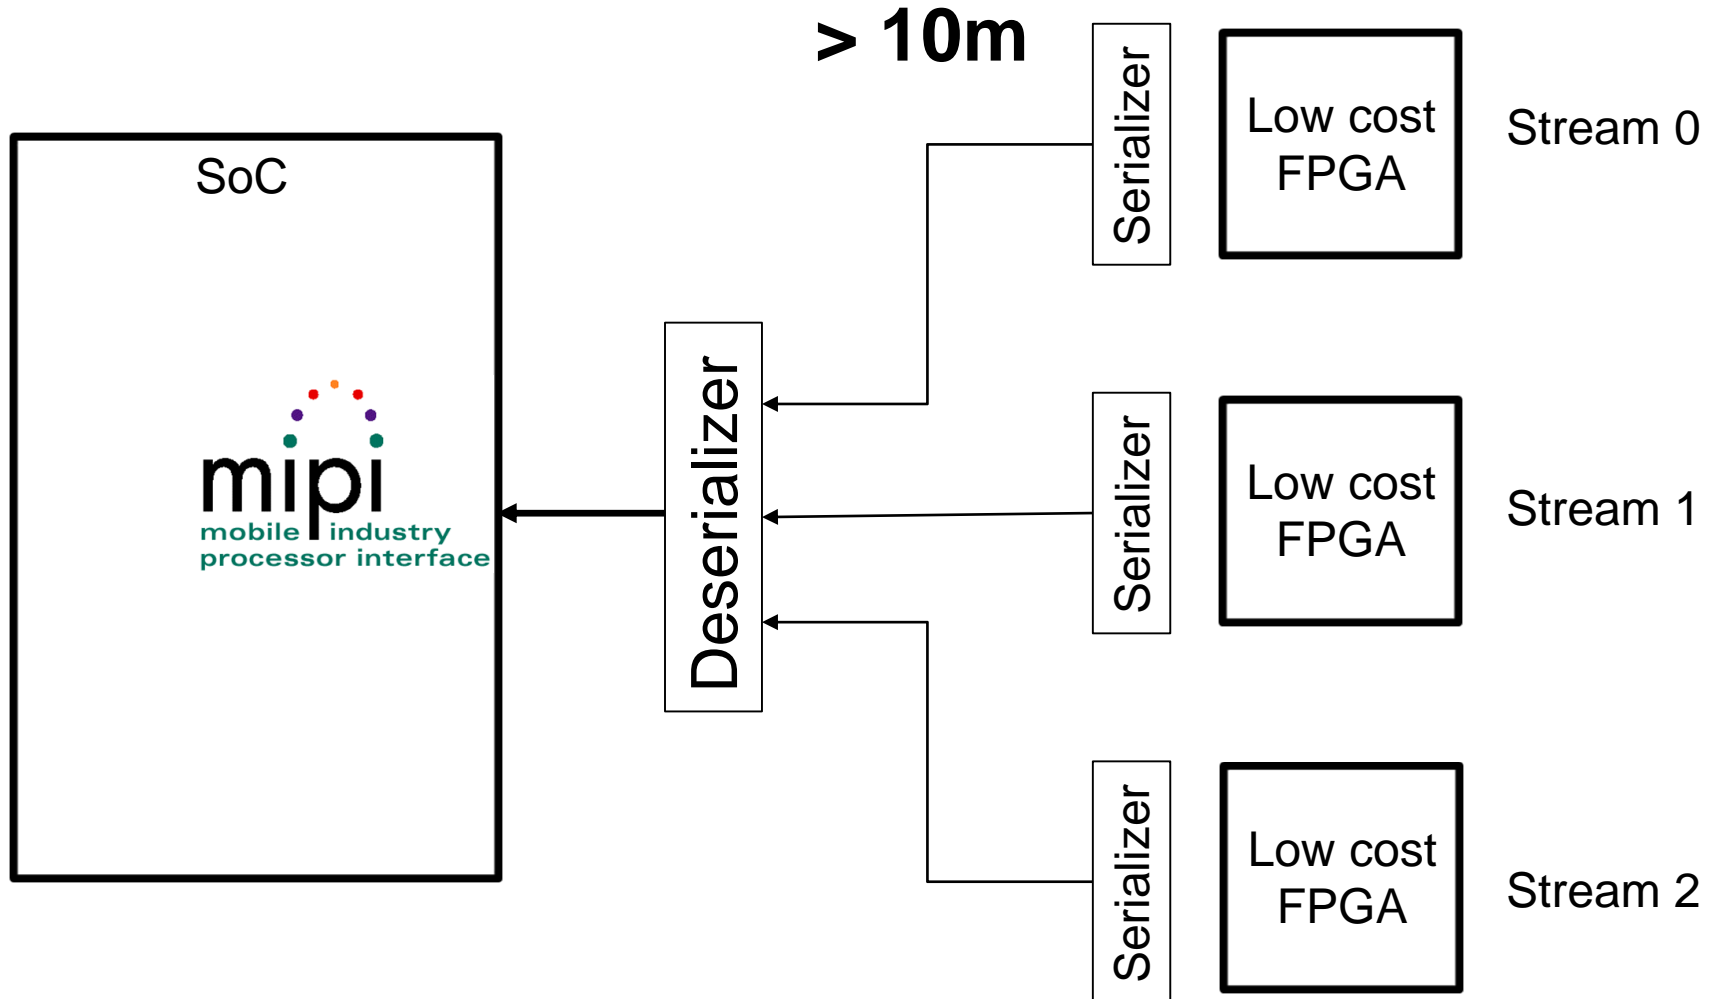 > 10m
SoC
mipi
mobile industry
processor interface
Deserializer
Serializer
Low cost
FPGA
Stream 0
Serializer
Low cost
FPGA
Stream 1
Serializer
Low cost
FPGA
Stream 2